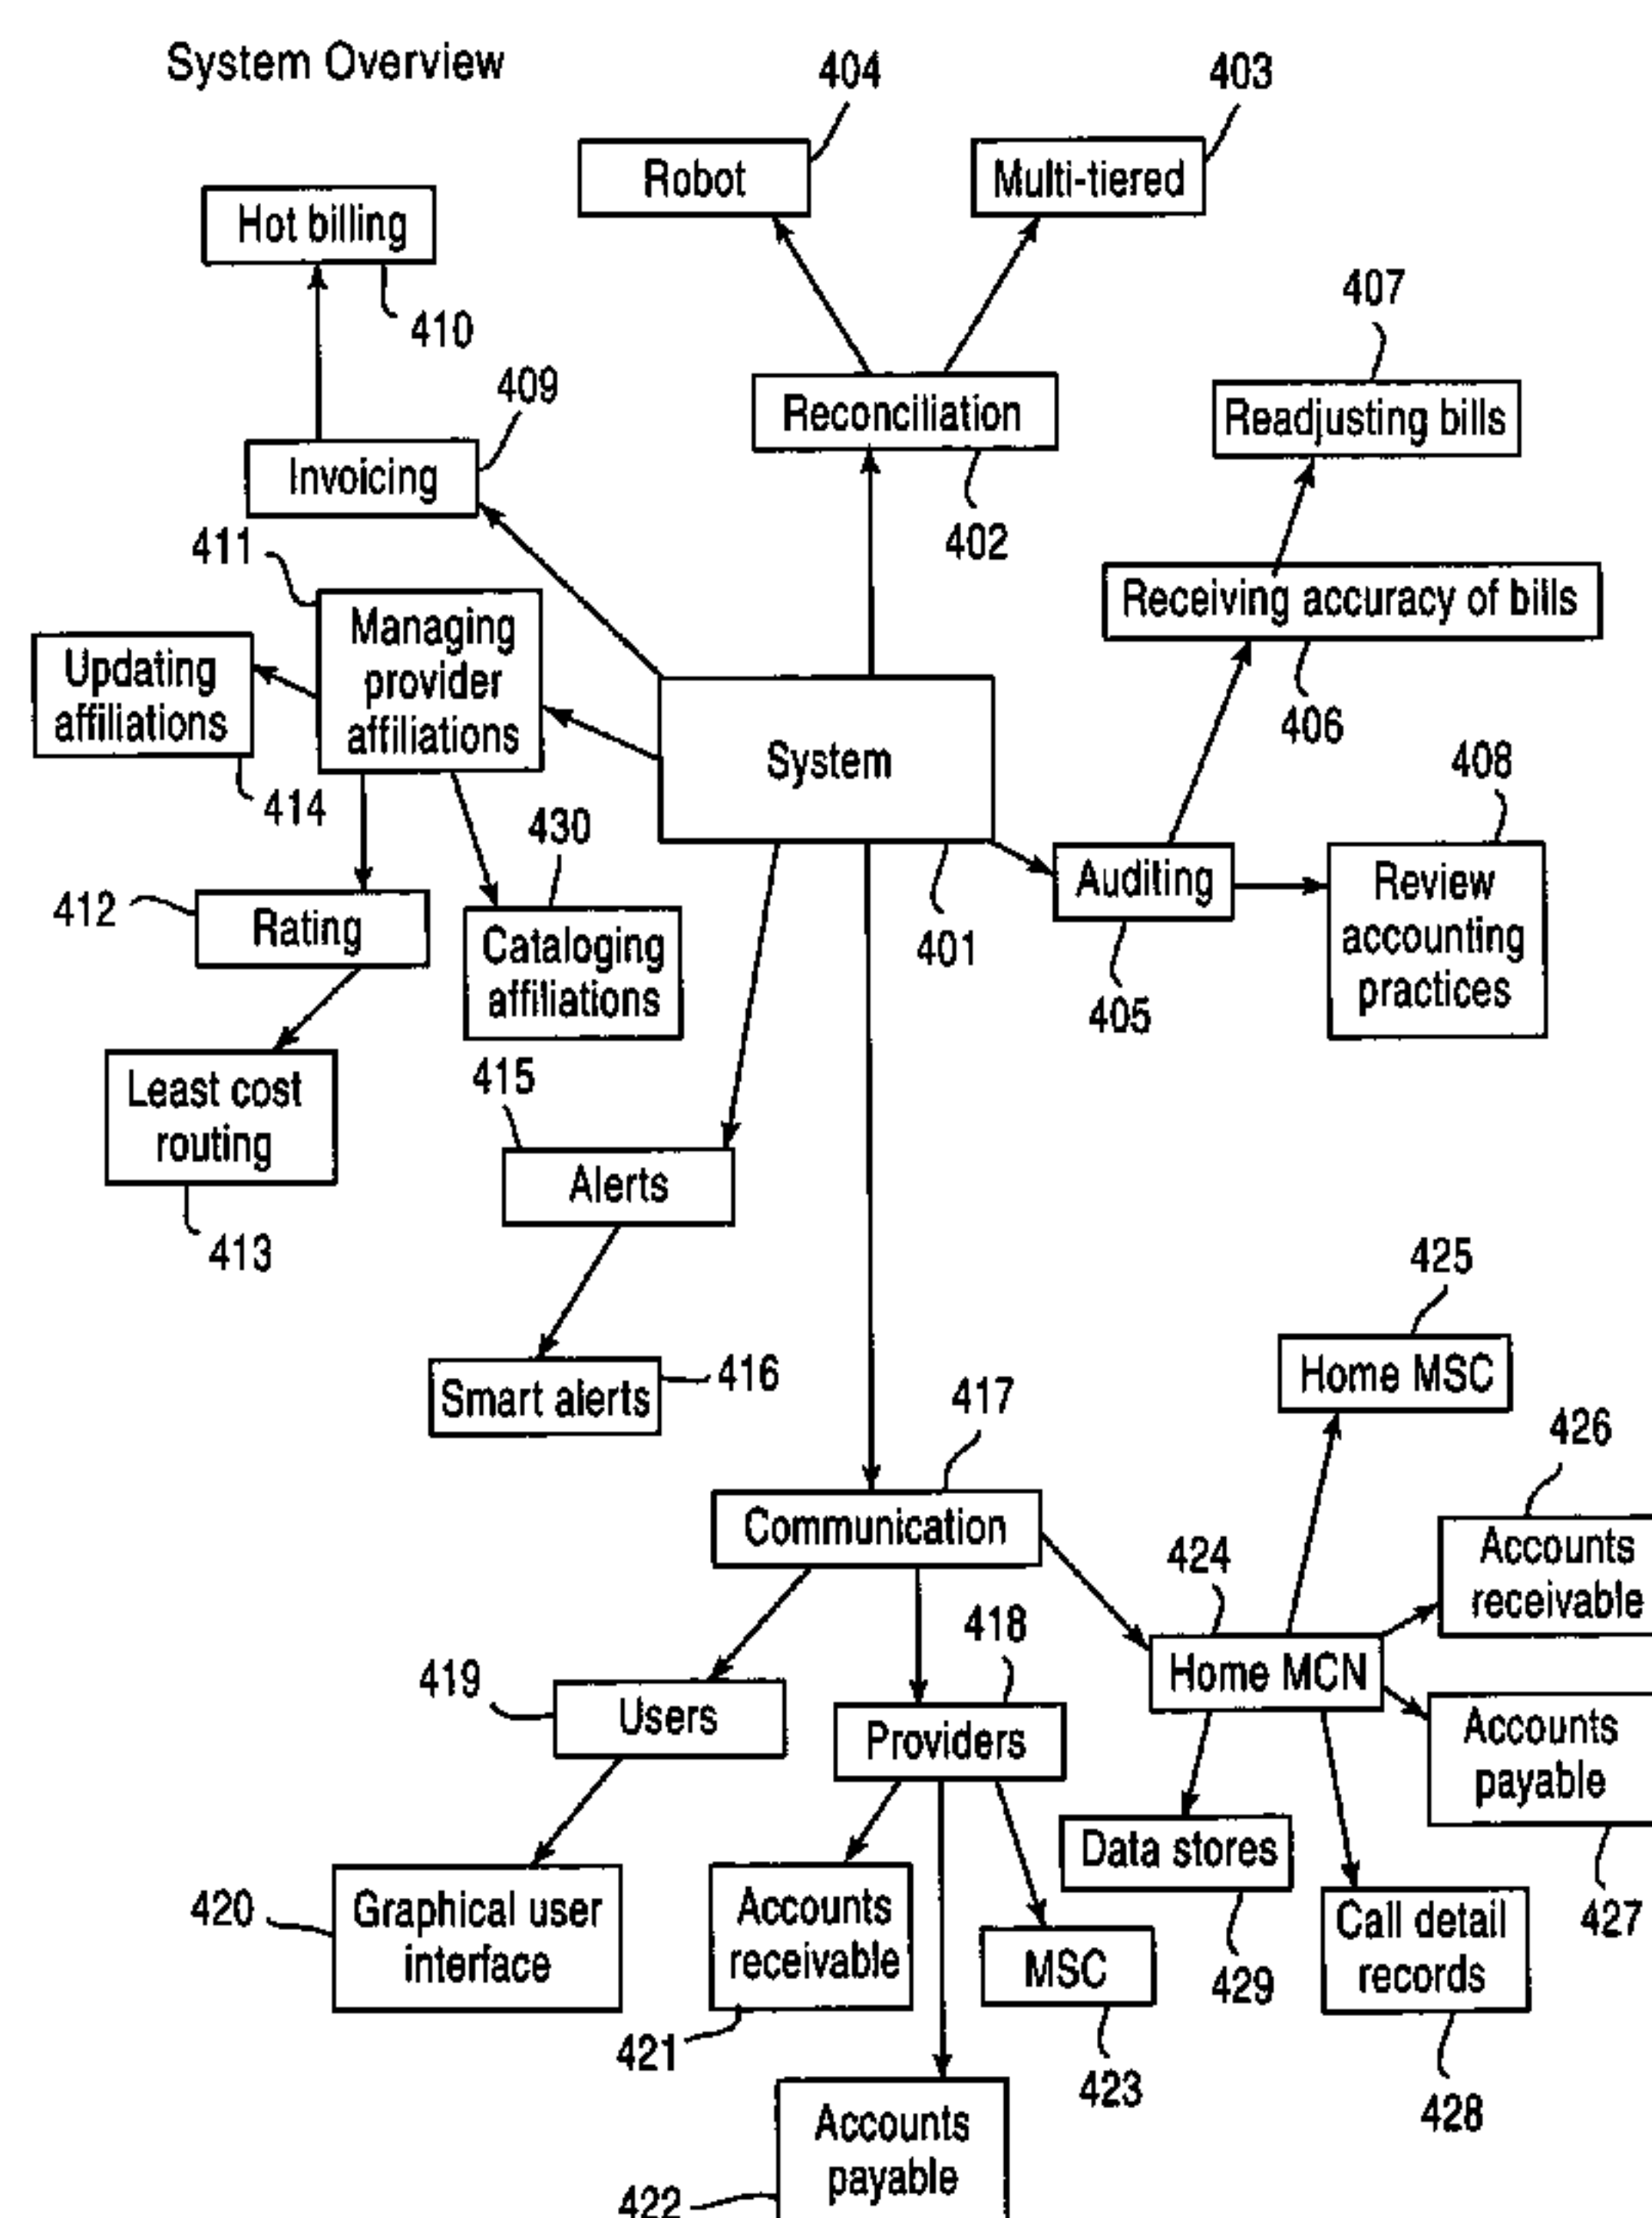 System Overview
404
403
Robot
Multi-tiered
Hot billing
410
407
409
Reconciliation
Readjusting bills
Invoicing
402
411
Receiving accuracy of bills
Managing
provider
affiliations
Updating
affiliations
406
System
408
414
430
Auditing
Review
accounting
practices
412
Rating
401
Cataloging
affiliations
405
Least cost
routing
415
Alerts
413
425
Smart alerts
416
Home MSC
417
426
Communication
Accounts
receivable
424
418
Home MCN
419
Users
Providers
Accounts
payable
Data stores
420
Graphical user
interface
Accounts
receivable
MSC
429
Call detail
records
427
421
423
428
Accounts
payable
422